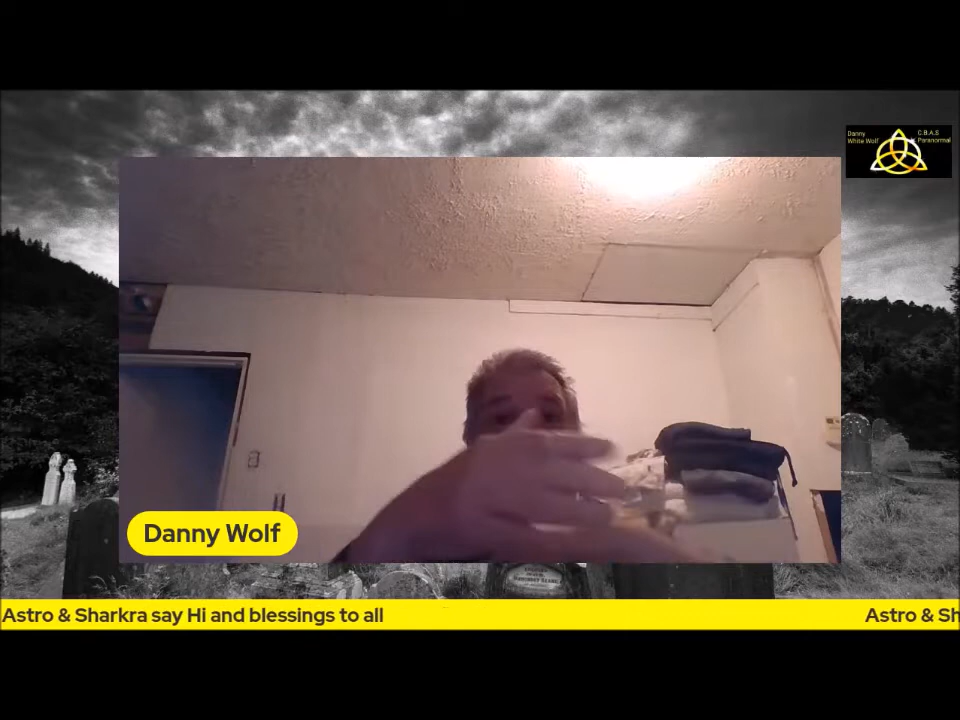 Danny
White Wolf
C.B.A.S
Paranormal
Danny Wolf
Astro & Sharkra say Hi and blessings to all
Astro & Sh